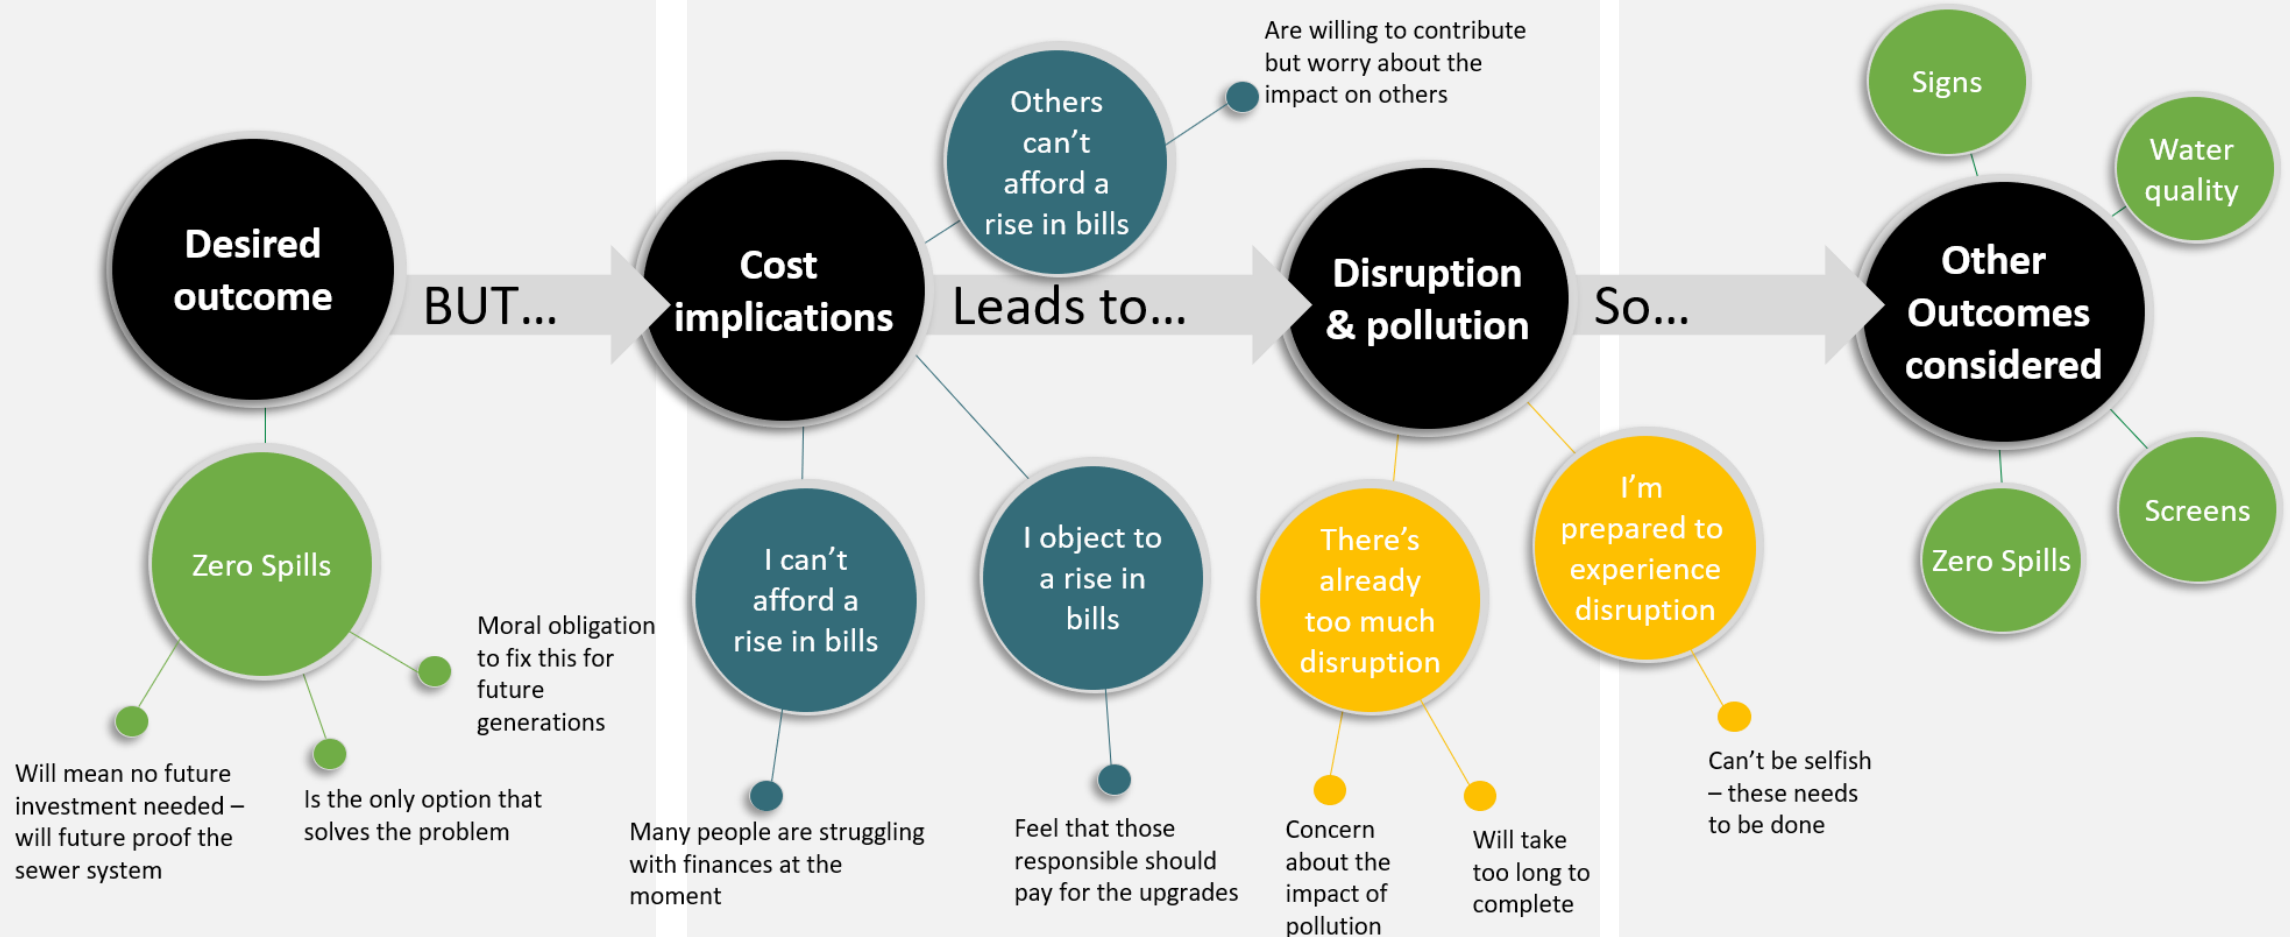 Desired
outcome
BUT...
Zero Spills
Will mean no future
investment needed –
will future proof the
sewer system
Is the only option that
solves the problem
Moral obligation
to fix this for
future
generations
Cost
implications
Leads to...
Others
can't
afford a
rise in bills
Are willing to contribute
but worry about the
impact on others
I can't
afford a
rise in bills
Many people are struggling
with finances at the
moment
I object to
a rise in
bills
Feel that those
responsible should
pay for the upgrades
Disruption
& pollution
So...
There's
already
too much
disruption
Concern
about the
impact of
pollution
Will take
too long to
complete
I'm
prepared to
experience
disruption
Can't be selfish
– these needs
to be done
Other
Outcomes
considered
Signs
Water
quality
Screens
Zero Spills